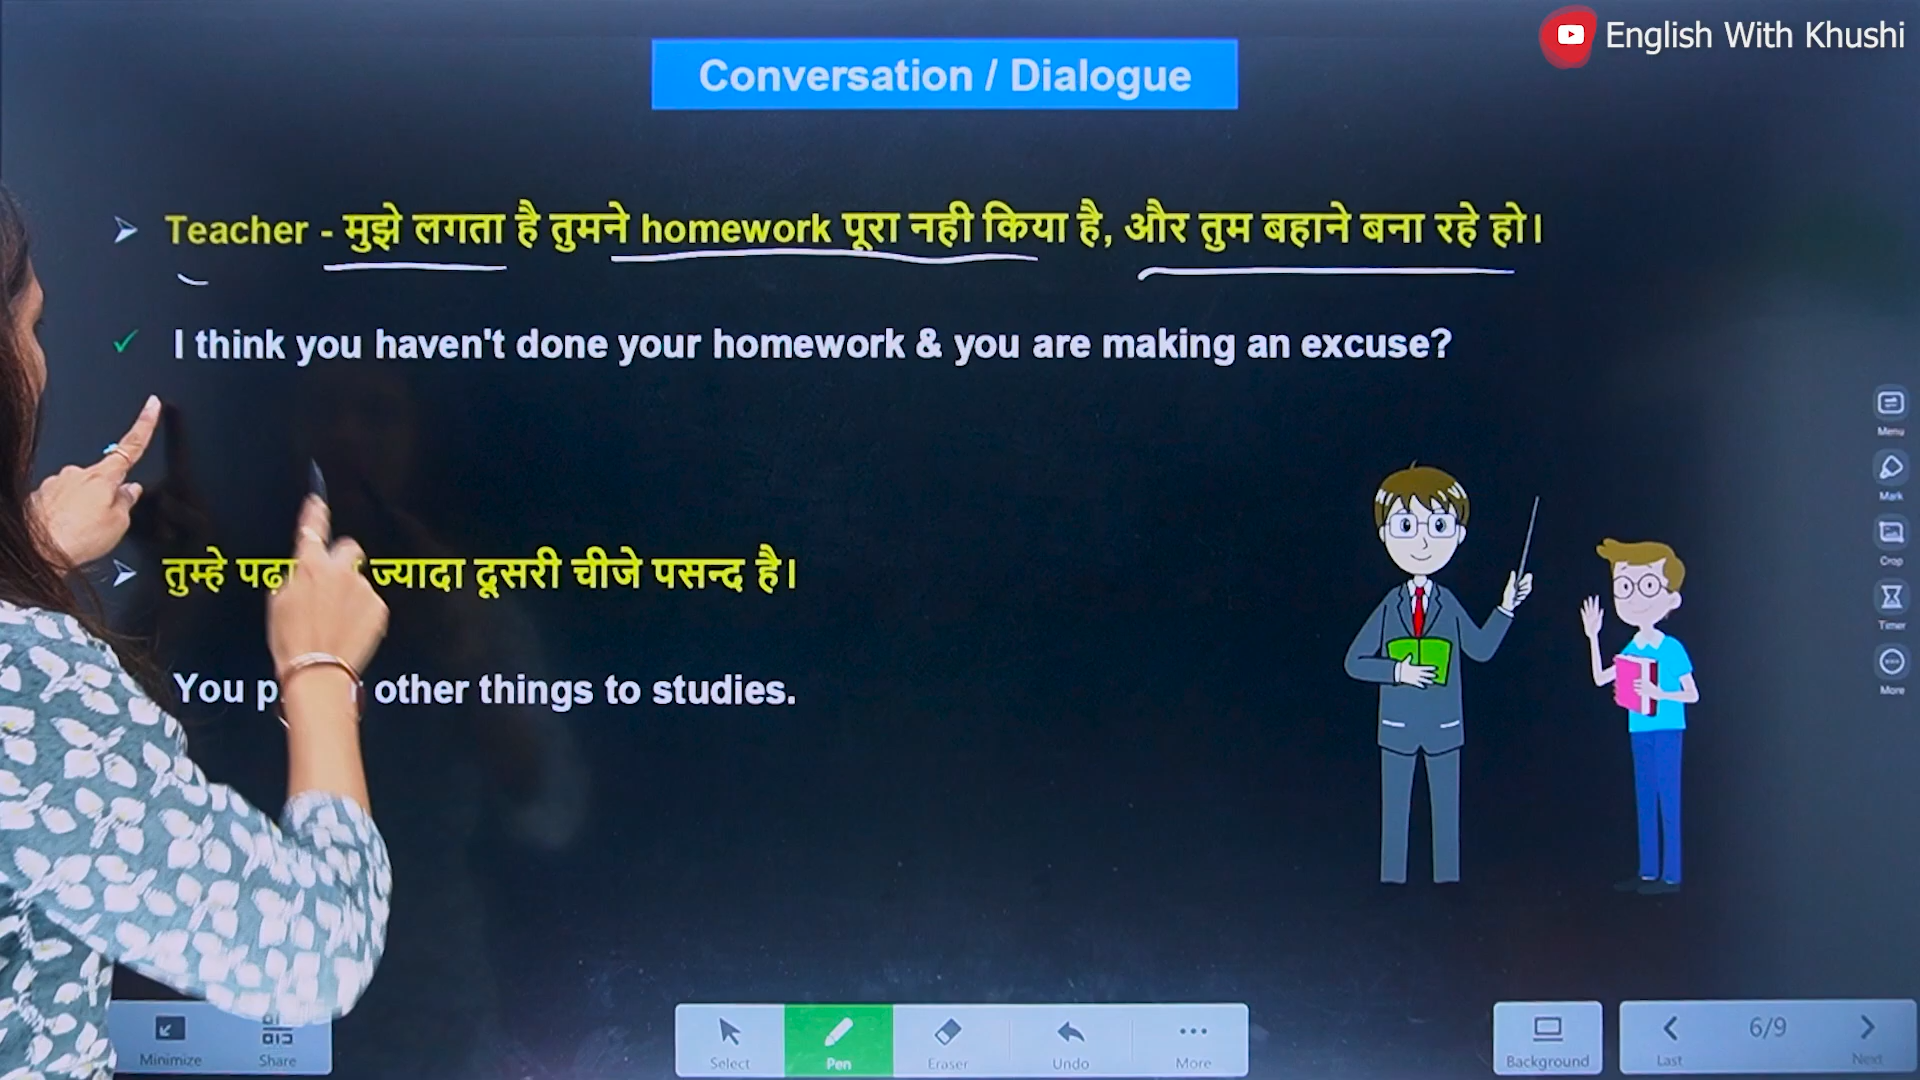 English With Khushi
Conversation / Dialogue
Teacher - मुझे लगता है तुमने homework पूरा नही किया है, और तुम बहाने बना रहे हो।
I think you haven't done your homework & you are making an excuse?
तुम्हे ज्यादा दूसरी चीजे पसन्द है।
You other things to studies.
Menu
Mark
Crop
Timer
More
Minimize
Share
Select
Pen
Eraser
Undo
More
Background
6/9
Last
Next